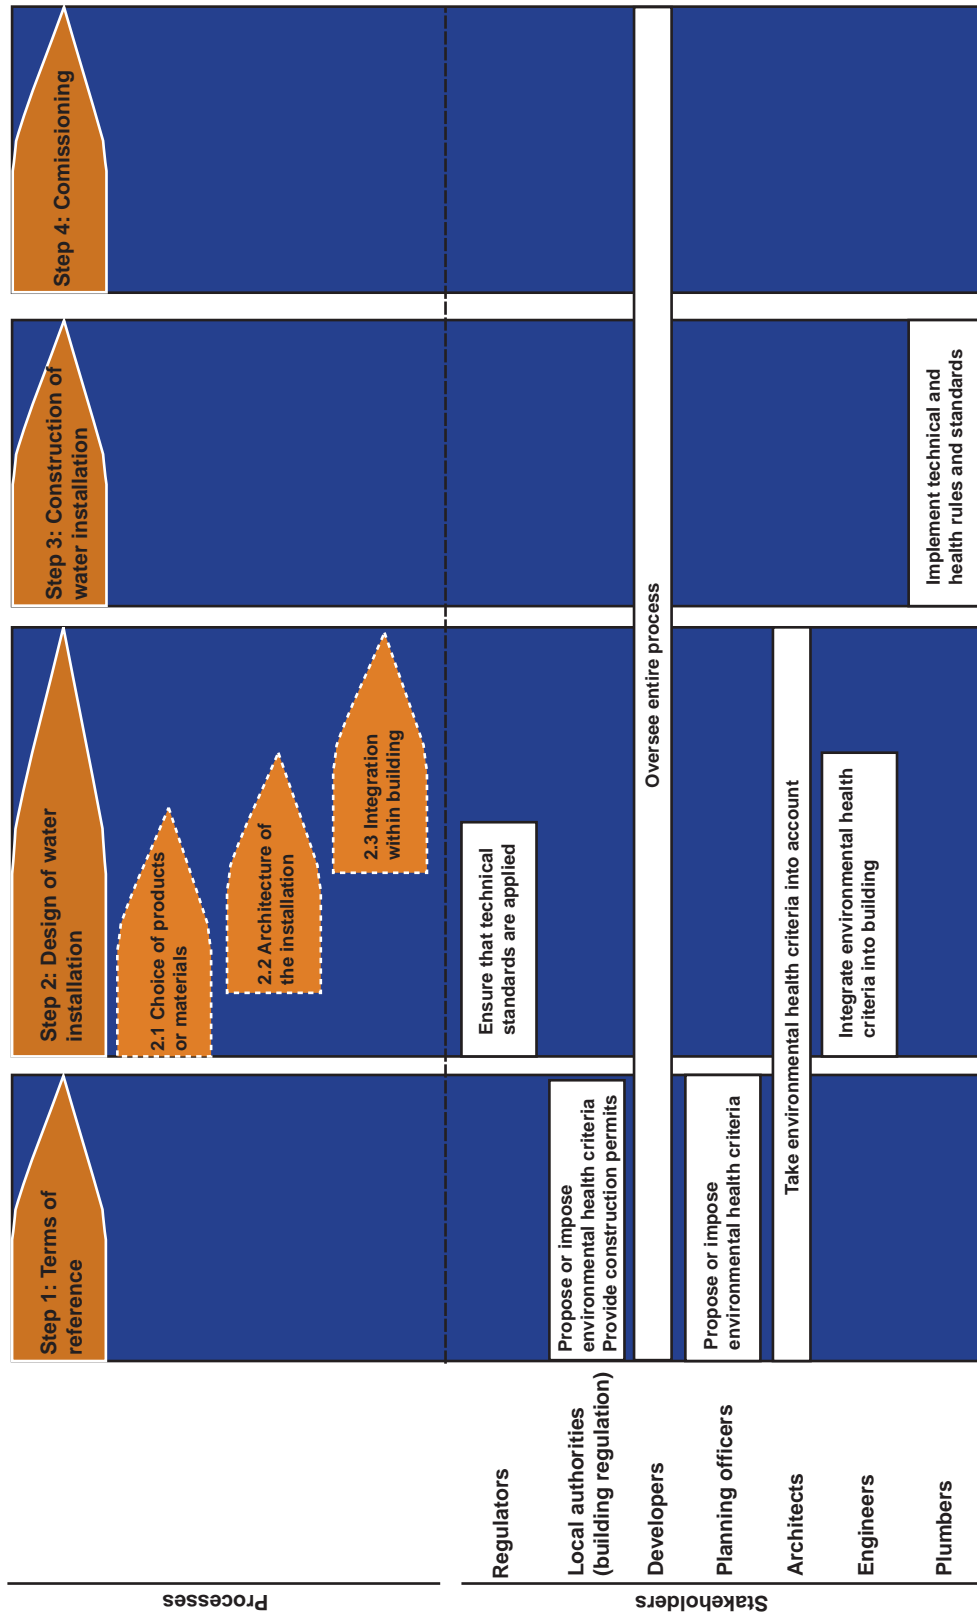 Processes
Step 1: Terms of
reference
Step 2: Design of water
installation
Step 3: Construction of
water installation
Step 4: Comissioning
2.1 Choice of products
or materials
2.2 Architecture of
the installation
2.3 Integration
within building
Stakeholders
Regulators
Ensure that technical
standards are applied
Local authorities
(building regulation)
Propose or impose
environmental health criteria
Provide construction permits
Developers
Oversee entire process
Planning officers
Propose or impose
environmental health criteria
Architects
Take environmental health criteria into account
Engineers
Integrate environmental health
criteria into building
Plumbers
Implement technical and
health rules and standards